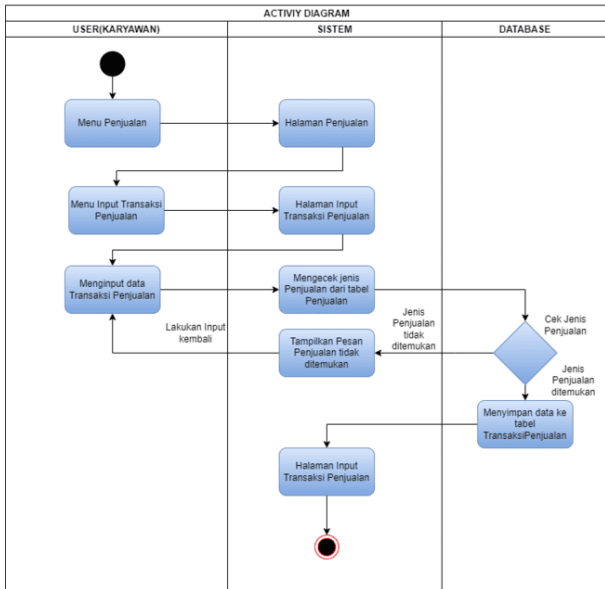 ACTIVIY DIAGRAM
USER(KARYAWAN)
SISTEM
DATABASE
Menu Penjualan
Halaman Penjualan
Menu Input Transaksi
Penjualan
Halaman Input
Transaksi Penjualan
Menginput data
Transaksi Penjualan
Mengecek jenis
Penjualan dari tabel
Penjualan
Cek Jenis
Penjualan
Jenis
Penjualan
tidak
ditemukan
Lakukan Input
kembali
Tampilkan Pesan
Penjualan tidak
ditemukan
Jenis
Penjualan
ditemukan
Menyimpan data ke
tabel
TransaksiPenjualan
Halaman Input
Transaksi Penjualan